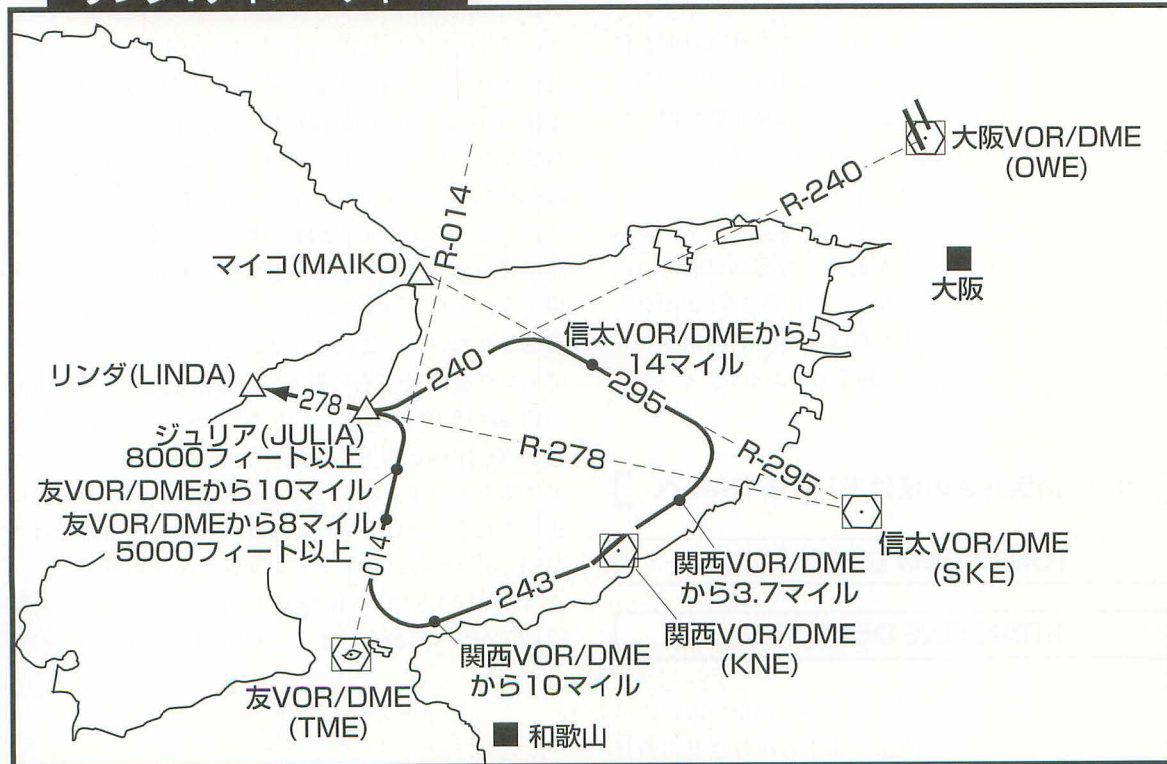 R-014
R-240
大阪VOR/DME
(OWE)
マイコ(MAIKO)
大阪
信太VOR/DMEから
14マイル
リンダ(LINDA)
240
295
278
ジュリア(JULIA)
8000フィート以上
R-278
R-295
友VOR/DMEから10マイル
友VOR/DMEから8マイル
5000フィート以上
信太VOR/DME
(SKE)
014
243
関西VOR/DME
から3.7マイル
関西VOR/DME
(KNE)
関西VOR/DME
から10マイル
友VOR/DME
(TME)
和歌山